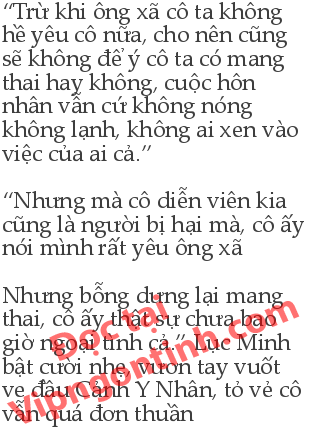 “Trừ khi ông xã cô ta không
hề yêu cô nữa, cho nên cũng
sẽ không để ý cô ta có mang
thai hay không, cuộc hôn
nhân vẫn cứ không nóng
không lạnh, không ai xen vào
việc của ai cả.”
“Nhưng mà cô diễn viên kia
cũng là người bị hại mà, cô ấy
nói mình rất yêu ông xã
Nhưng bỗng dưng lại mang
thai, cô ấy thật sự chưa bao
giờ ngoại tình cả.” Lục Minh
bật cười nhẹ, vươn tay vuốt
ve đầu Cảnh Y Nhân, tỏ vẻ cô
vẫn quá đơn thuần
Đọc tại
Vipngontinh.com